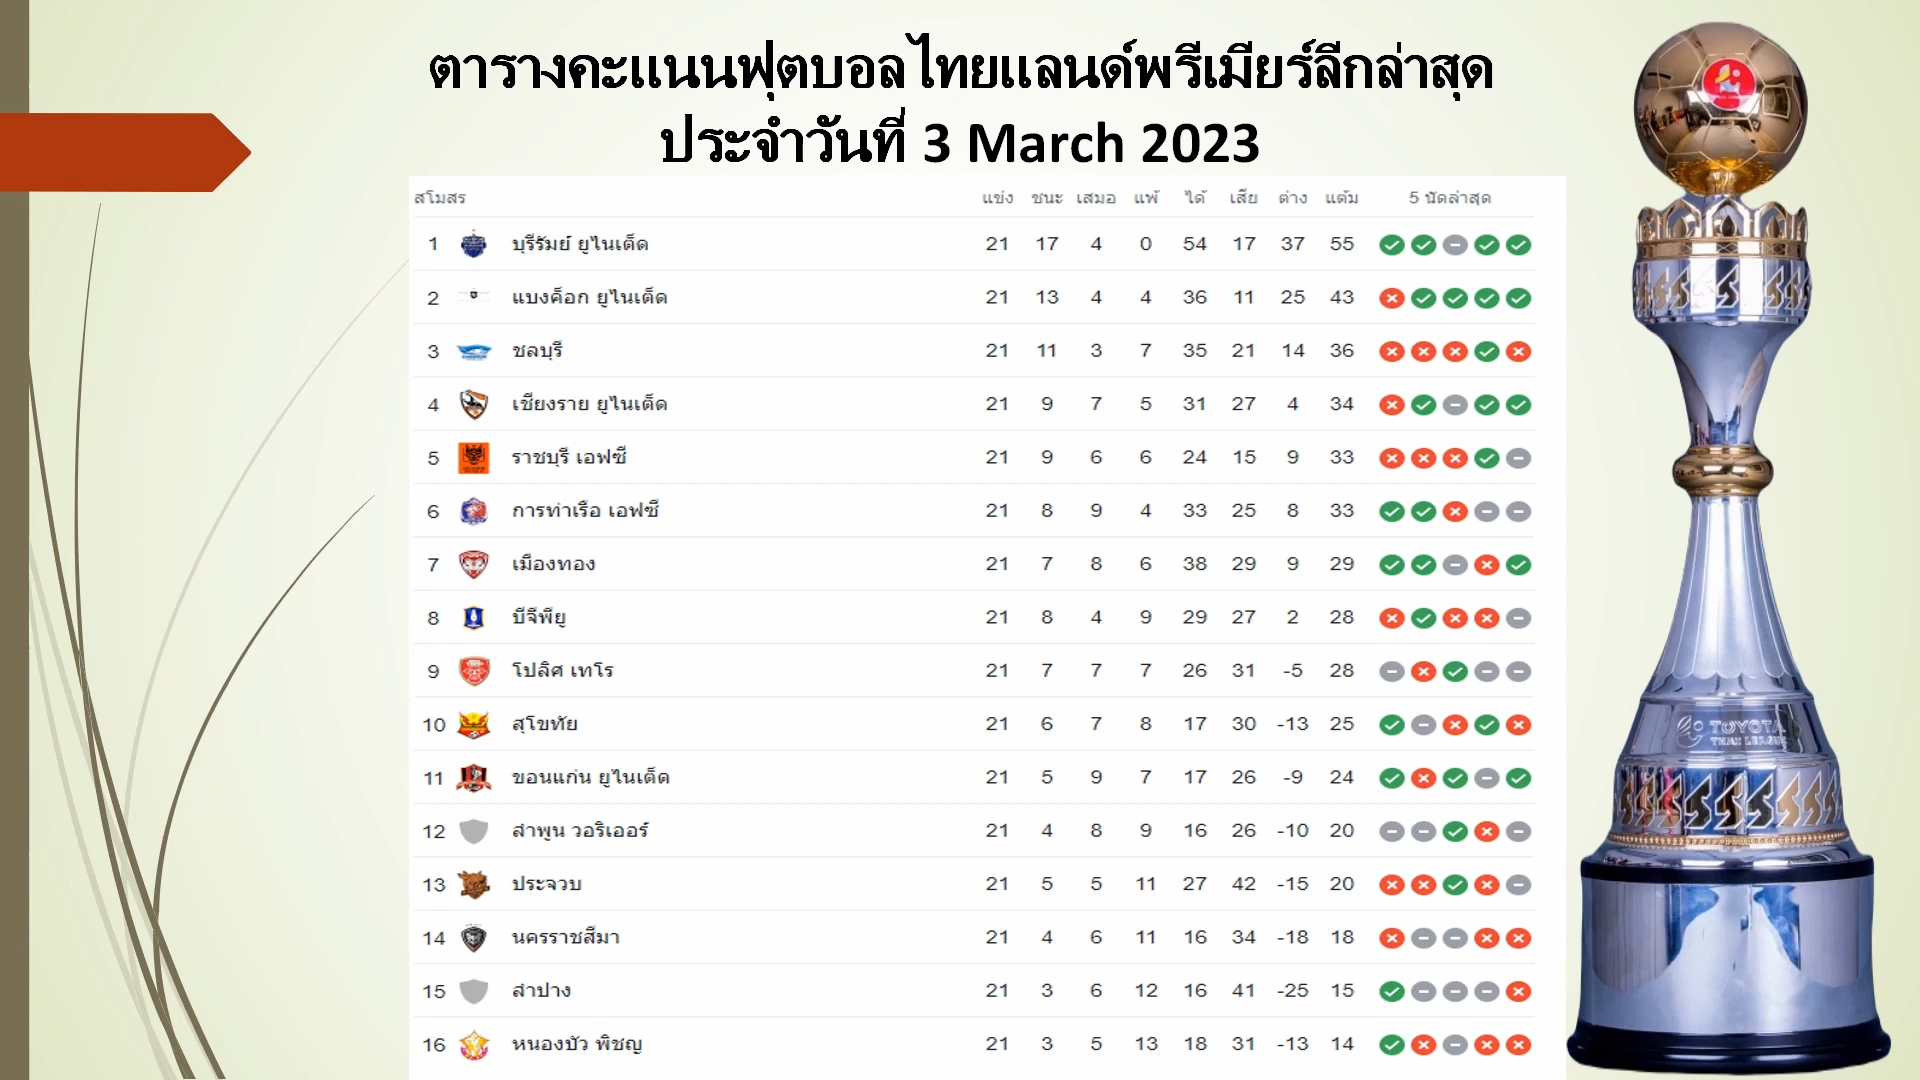 ตารางคะแนนฟุตบอลไทยแลนด์พรีเมียร์ลีกล่าสุด
ประจำวันที่ 3 March 2023
สโมสร แข่ง ชนะ เสมอ แพ้ ได้ เสีย ต่าง แต้ม 5 นัดล่าสุด
1 บุรีรัมย์ ยูไนเต็ด 21 17 4 0 54 17 37 55
2 แบงค็อก ยูไนเต็ด 21 13 4 4 36 11 25 43
3 ชลบุรี 21 11 3 7 35 21 14 36
4 เชียงราย ยูไนเต็ด 21 9 7 5 31 27 4 34
5 ราชบุรี เอฟซี 21 9 6 6 24 15 9 33
6 การท่าเรือ เอฟซี 21 8 9 4 33 25 8 33
7 เมืองทอง 21 7 8 6 38 29 9 29
8 บีจีพียู 21 8 4 9 29 27 2 28
9 โปลิศ เทโร 21 7 7 7 26 31 -5 28
10 สุโขทัย 21 6 7 8 17 30 -13 25
11 ขอนแก่น ยูไนเต็ด 21 5 9 7 17 26 -9 24
12 ลำพูน วอริเออร์ 21 4 8 9 16 26 -10 20
13 ประจวบ 21 5 5 11 27 42 -15 20
14 นครราชสีมา 21 4 6 11 16 34 -18 18
15 ลำปาง 21 3 6 12 16 41 -25 15
16 หนองบัว พิชญ 21 3 5 13 18 31 -13 14
TOYOTA
THAI LEAGUE